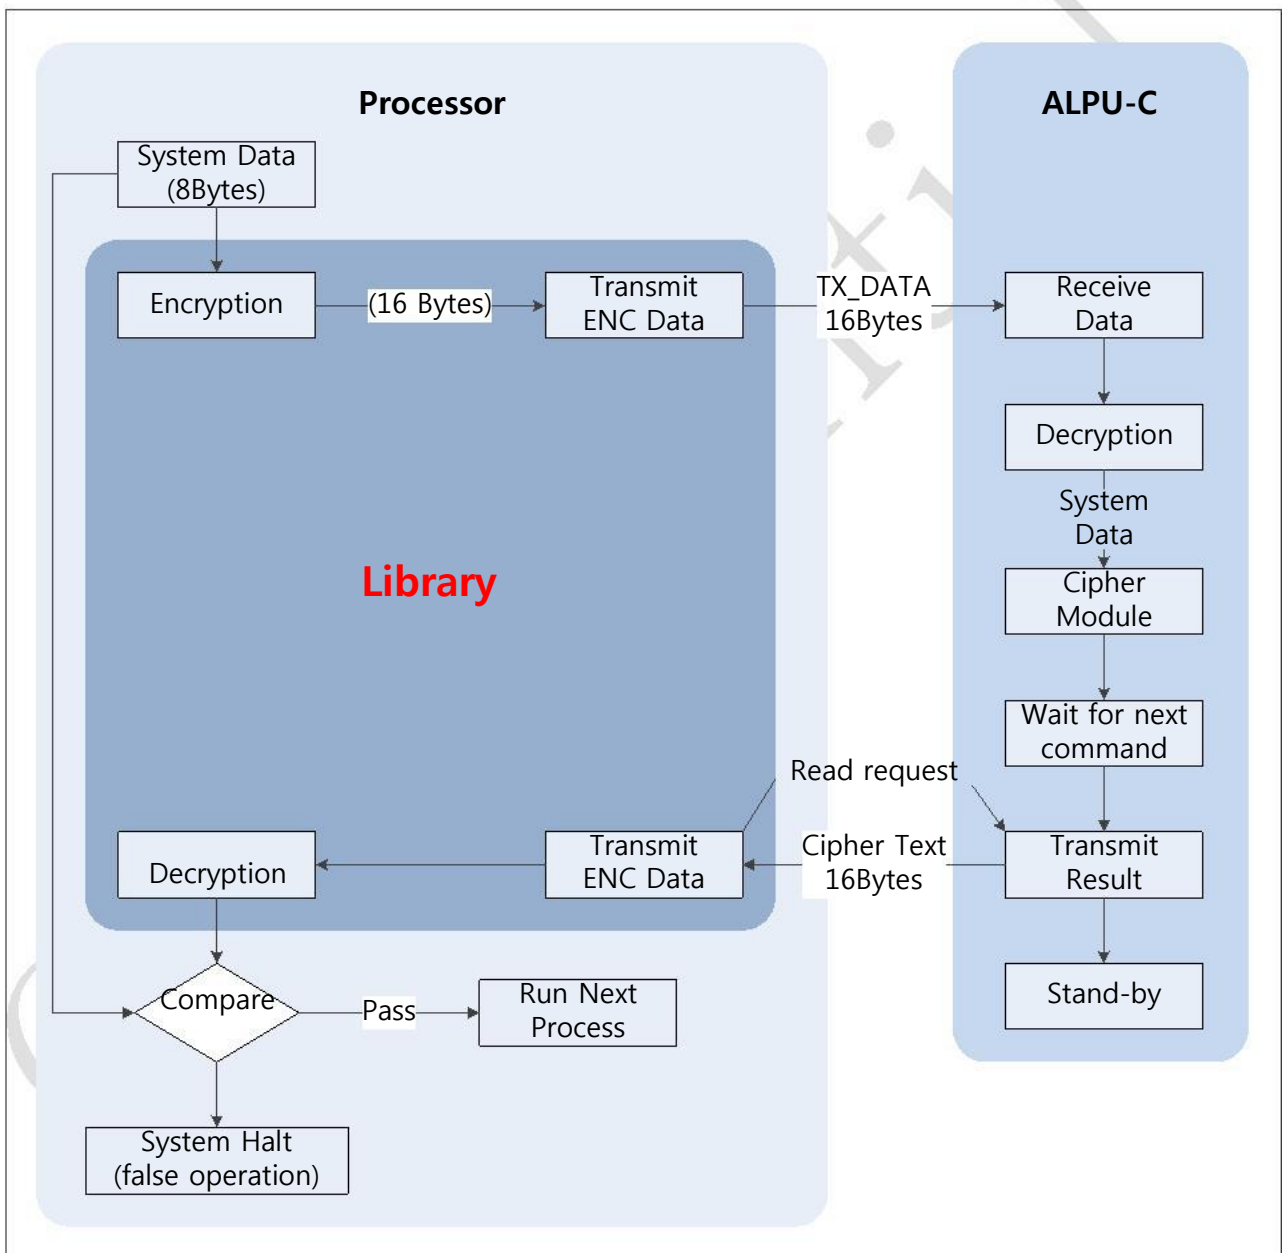 Processor
ALPU-C
System Data
(8Bytes)
Encryption
(16 Bytes)
Transmit
ENC Data
TX_DATA
16Bytes
Receive
Data
Decryption
System
Data
Library
Cipher
Module
Wait for next
command
Read request
Decryption
Transmit
ENC Data
Cipher Text
16Bytes
Transmit
Result
Compare
Pass
Run Next
Process
Stand-by
System Halt
(false operation)